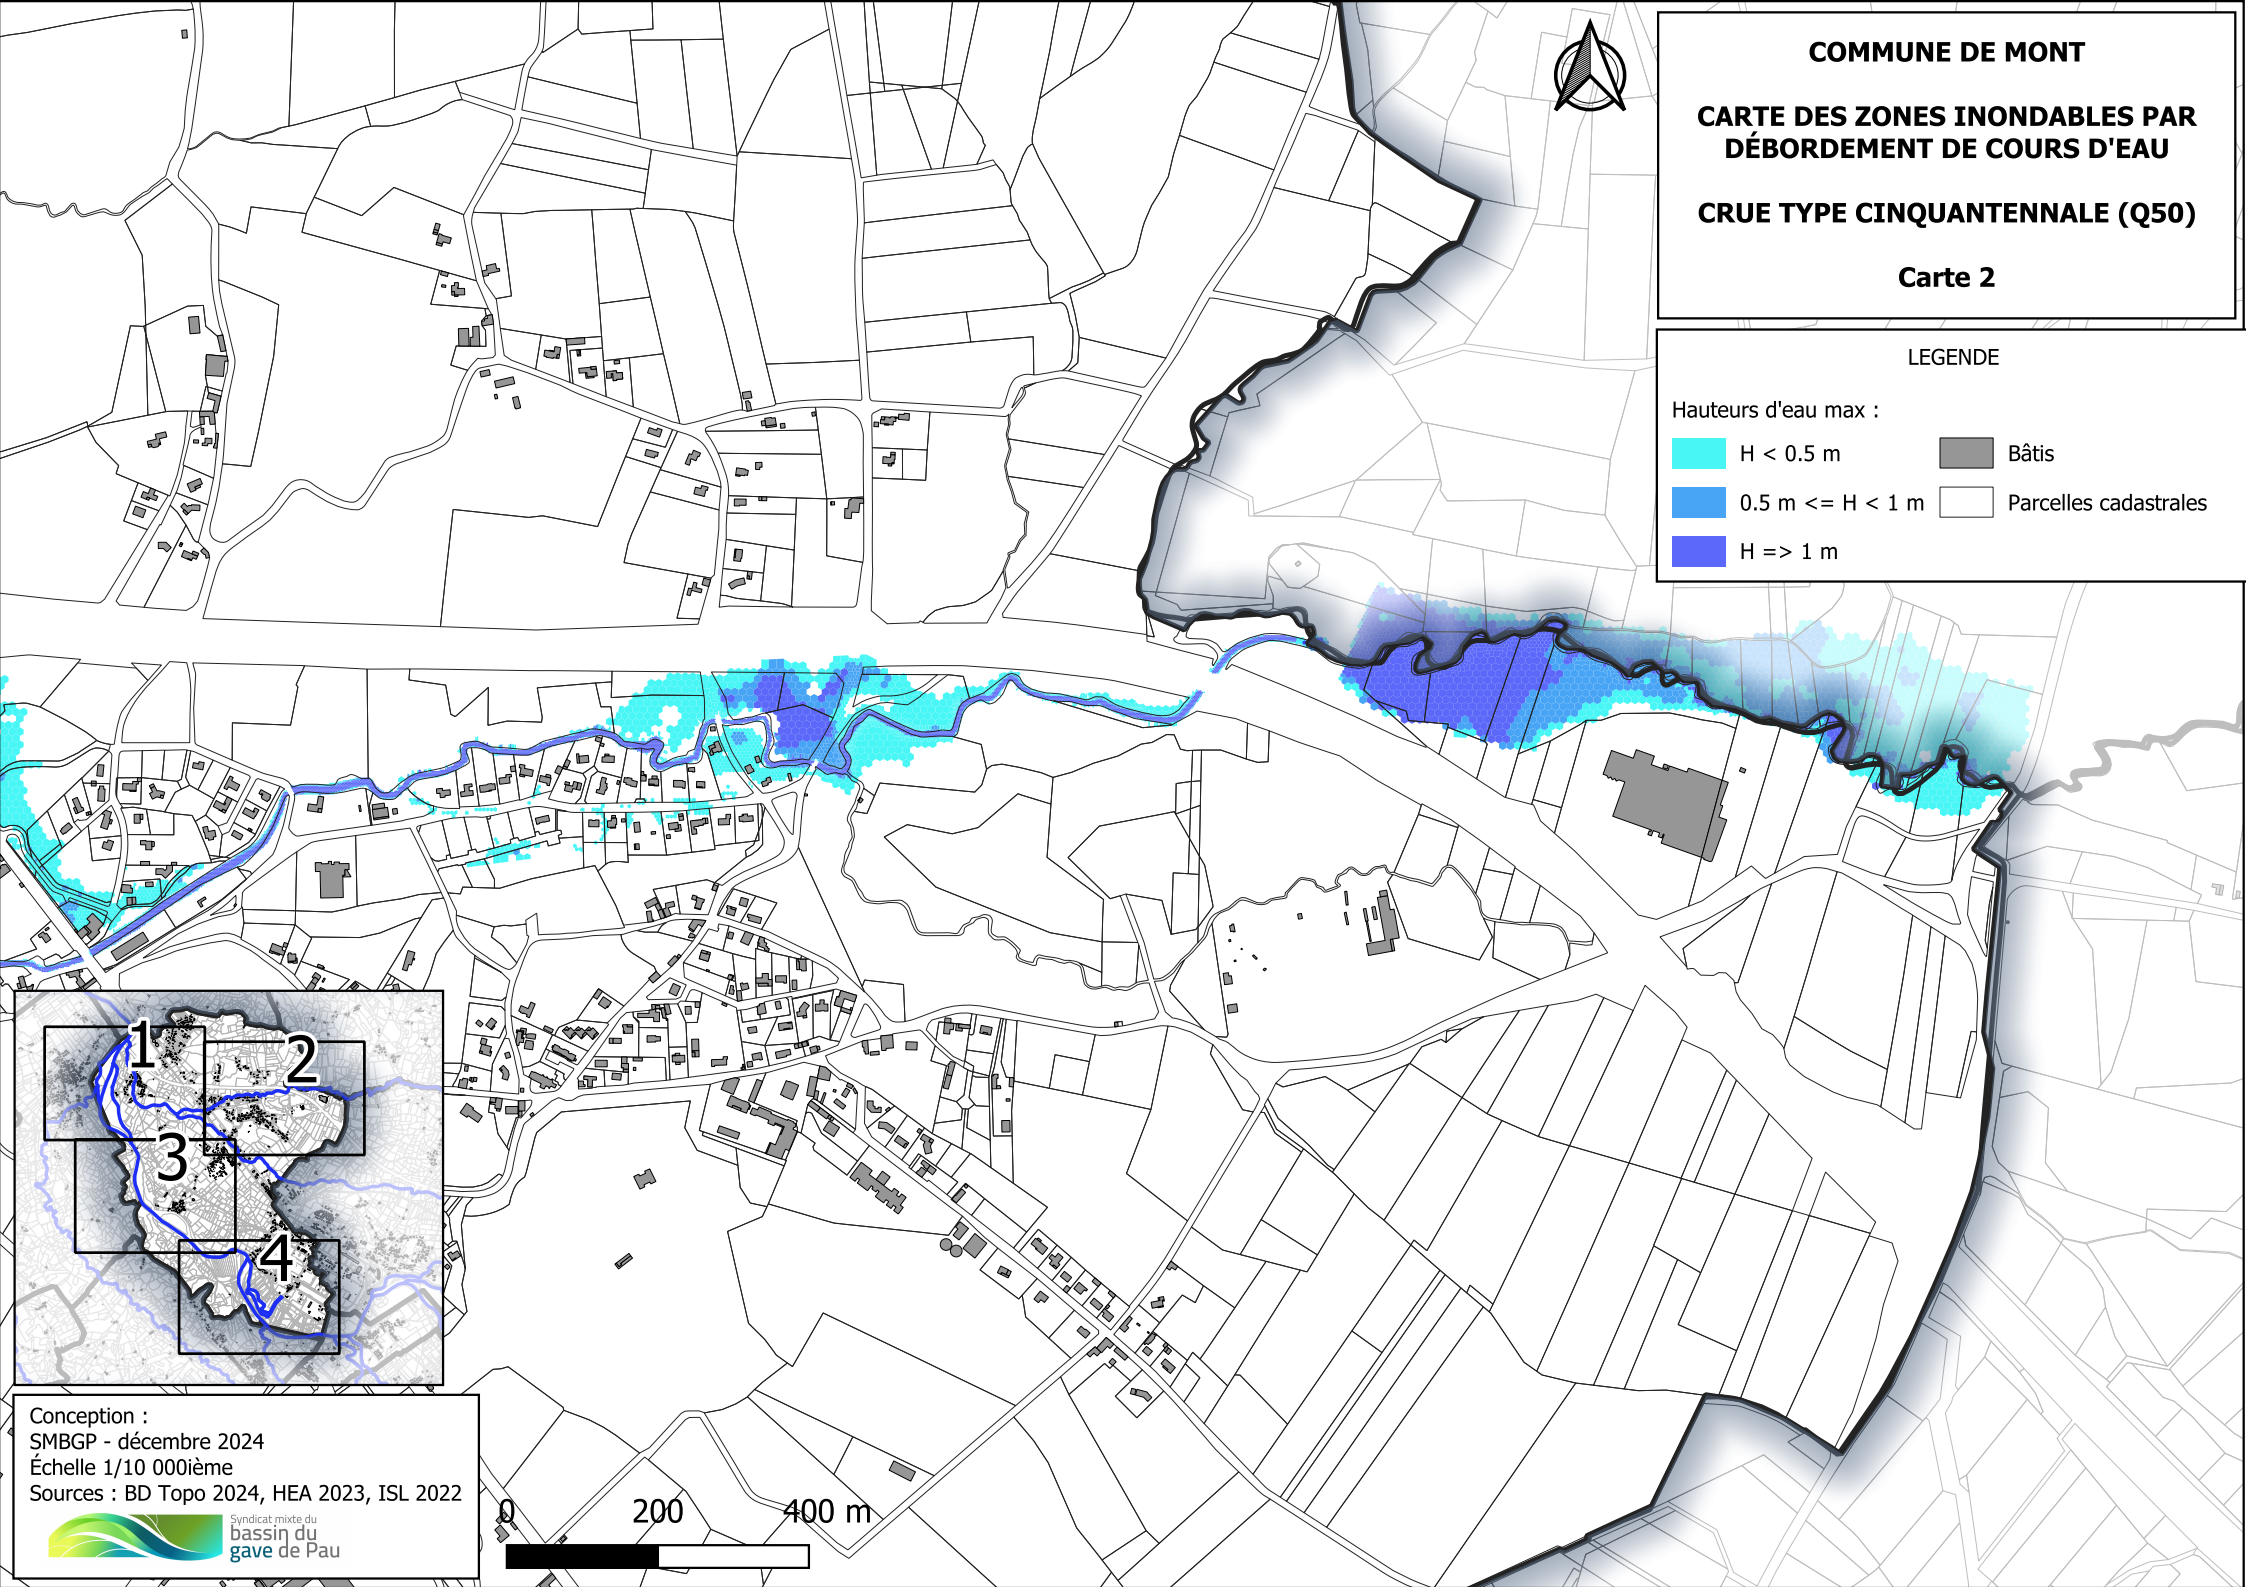 COMMUNE DE MONT
CARTE DES ZONES INONDABLES PAR
DÉBORDEMENT DE COURS D'EAU
CRUE TYPE CINQUANTENNALE (Q50)
Carte 2
LEGENDE
Hauteurs d'eau max :
H < 0.5 m
Bâtis
0.5 m <= H < 1 m
Parcelles cadastrales
H => 1 m
1
2
3
4
Conception :
SMBGP - décembre 2024
Échelle 1/10 000ième
Sources : BD Topo 2024, HEA 2023, ISL 2022
Syndicat mixte du
bassin du
gave de Pau
0 200 400 m